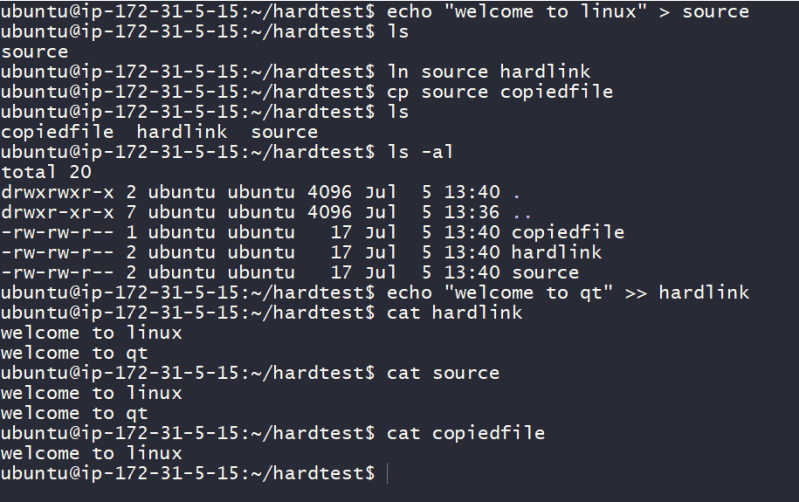 ubuntu@ip-172-31-5-15:~/hardtest$ echo "welcome to linux" > source
ubuntu@ip-172-31-5-15:~/hardtest$ ls
source
ubuntu@ip-172-31-5-15:~/hardtest$ ln source hardlink
ubuntu@ip-172-31-5-15:~/hardtest$ cp source copiedfile
ubuntu@ip-172-31-5-15:~/hardtest$ ls
copiedfile  hardlink  source
ubuntu@ip-172-31-5-15:~/hardtest$ ls -al
total 20
drwxrwxr-x 2 ubuntu ubuntu 4096 Jul  5 13:40 .
drwxr-xr-x 7 ubuntu ubuntu 4096 Jul  5 13:36 ..
-rw-rw-r-- 1 ubuntu ubuntu   17 Jul  5 13:40 copiedfile
-rw-rw-r-- 2 ubuntu ubuntu   17 Jul  5 13:40 hardlink
-rw-rw-r-- 2 ubuntu ubuntu   17 Jul  5 13:40 source
ubuntu@ip-172-31-5-15:~/hardtest$ echo "welcome to qt" >> hardlink
ubuntu@ip-172-31-5-15:~/hardtest$ cat hardlink
welcome to linux
welcome to qt
ubuntu@ip-172-31-5-15:~/hardtest$ cat source
welcome to linux
welcome to qt
ubuntu@ip-172-31-5-15:~/hardtest$ cat copiedfile
welcome to linux
ubuntu@ip-172-31-5-15:~/hardtest$